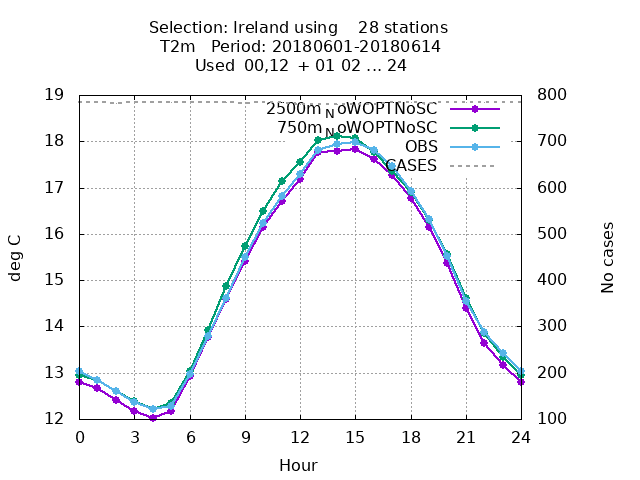 Selection: Ireland using 28 stations
T2m Period: 20180601-20180614
Used 00,12 + 01 02 ... 24
19 800
2500mNoWOPTNoSC
750mNoWOPTNoSC
18 700
OBS
CASES
17 600
16 500
deg C
No cases
15 400
14 300
13 200
12 100
0 3 6 9 12 15 18 21 24
Hour